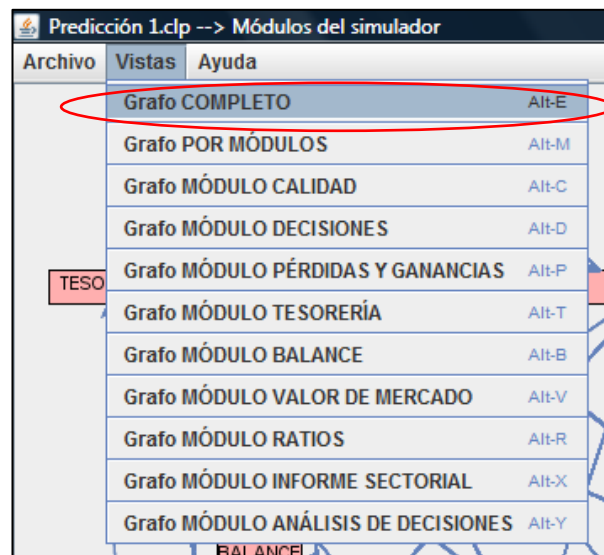 Predicción 1.clp --> Módulos del simulador
Archivo Vistas Ayuda
Grafo COMPLETO Alt-E
Grafo POR MÓDULOS Alt-M
Grafo MÓDULO CALIDAD Alt-C
Grafo MÓDULO DECISIONES Alt-D
Grafo MÓDULO PÉRDIDAS Y GANANCIAS Alt-P
TESO
Grafo MÓDULO TESORERÍA Alt-T
Grafo MÓDULO BALANCE Alt-B
Grafo MÓDULO VALOR DE MERCADO Alt-V
Grafo MÓDULO RATIOS Alt-R
Grafo MÓDULO INFORME SECTORIAL Alt-X
Grafo MÓDULO ANÁLISIS DE DECISIONES Alt-Y
BALANCE